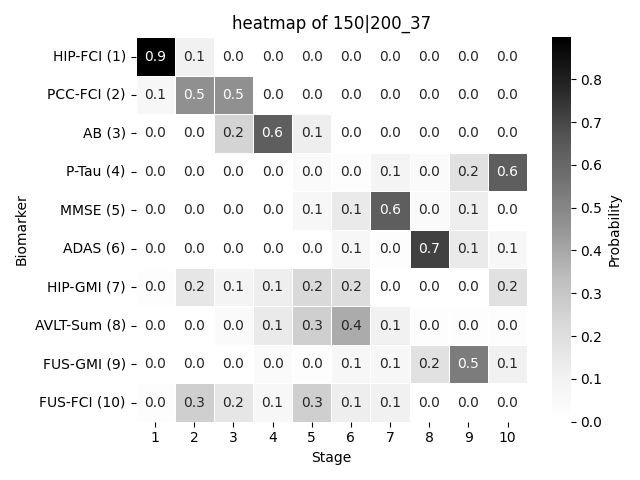 heatmap of 150|200_37
HIP-FCI (1) 0.9 0.1 0.0 0.0 0.0 0.0 0.0 0.0 0.0 0.0
PCC-FCI (2) 0.1 0.5 0.5 0.0 0.0 0.0 0.0 0.0 0.0 0.0
AB (3) 0.0 0.0 0.2 0.6 0.1 0.0 0.0 0.0 0.0 0.0
P-Tau (4) 0.0 0.0 0.0 0.0 0.0 0.0 0.1 0.0 0.2 0.6
MMSE (5) 0.0 0.0 0.0 0.0 0.1 0.1 0.6 0.0 0.1 0.0
ADAS (6) 0.0 0.0 0.0 0.0 0.0 0.1 0.0 0.7 0.1 0.1
HIP-GMI (7) 0.0 0.2 0.1 0.1 0.2 0.2 0.0 0.0 0.0 0.2
AVLT-Sum (8) 0.0 0.0 0.0 0.1 0.3 0.4 0.1 0.0 0.0 0.0
FUS-GMI (9) 0.0 0.0 0.0 0.0 0.0 0.1 0.1 0.2 0.5 0.1
FUS-FCI (10) 0.0 0.3 0.2 0.1 0.3 0.1 0.1 0.0 0.0 0.0
1 2 3 4 5 6 7 8 9 10
Stage
Biomarker
0.8
0.7
0.6
0.5
0.4
0.3
0.2
0.1
0.0
Probability